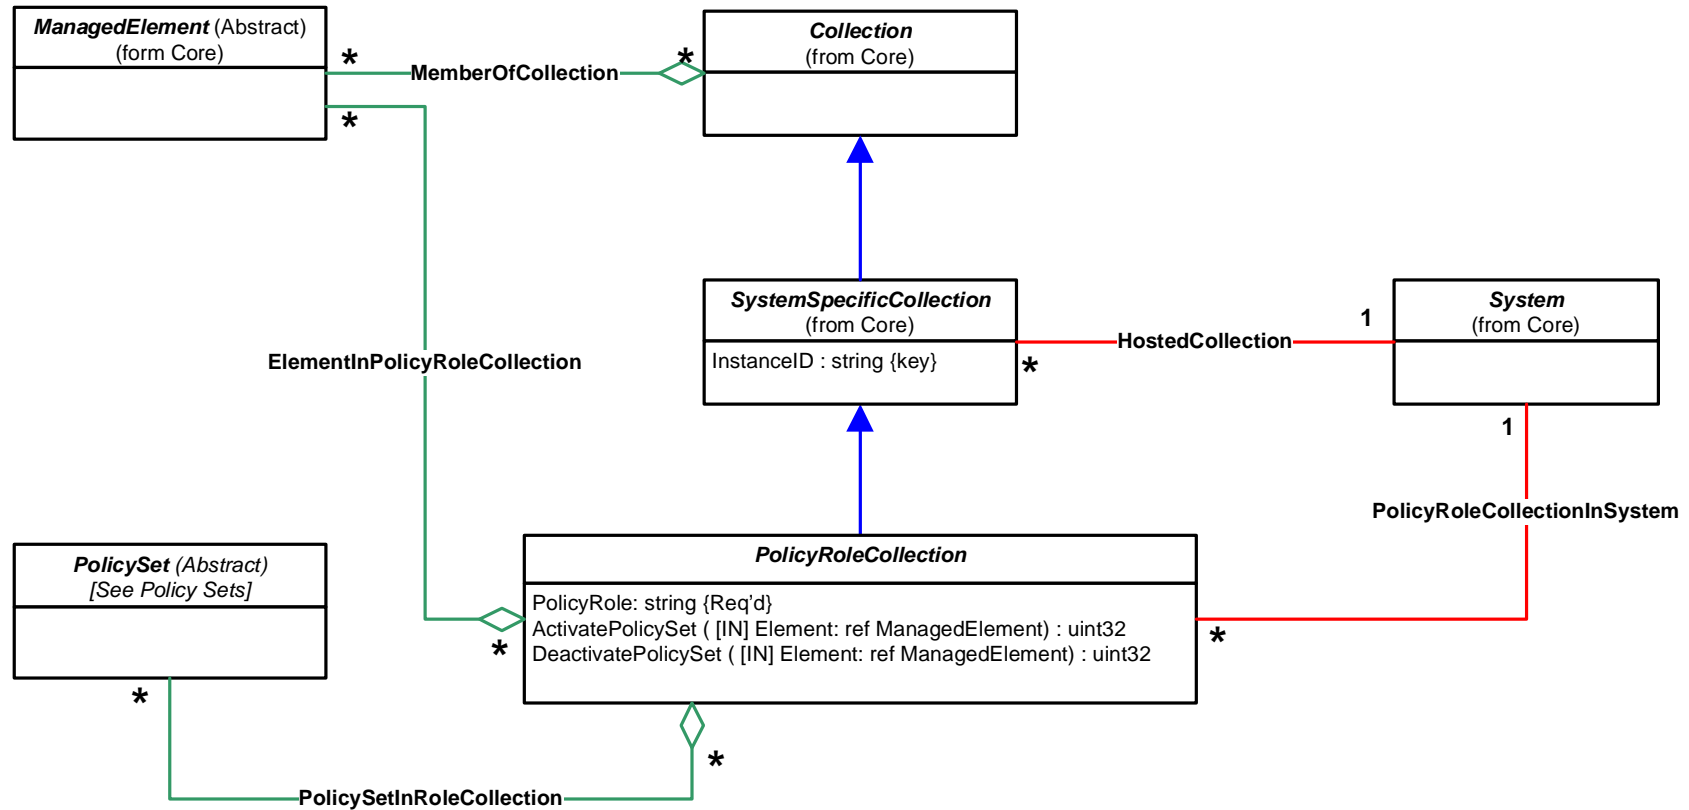 ManagedElement (Abstract)
(form Core)
*
MemberOfCollection
*
Collection
(from Core)
*
SystemSpecificCollection
(from Core)
InstanceID : string {key}
*
HostedCollection
1
System
(from Core)
1
ElementInPolicyRoleCollection
PolicyRoleCollectionInSystem
PolicySet (Abstract)
[See Policy Sets]
*
PolicyRoleCollection
PolicyRole: string {Req'd}
ActivatePolicySet ( [IN] Element: ref ManagedElement) : uint32
DeactivatePolicySet ( [IN] Element: ref ManagedElement) : uint32
*
*
*
PolicySetInRoleCollection